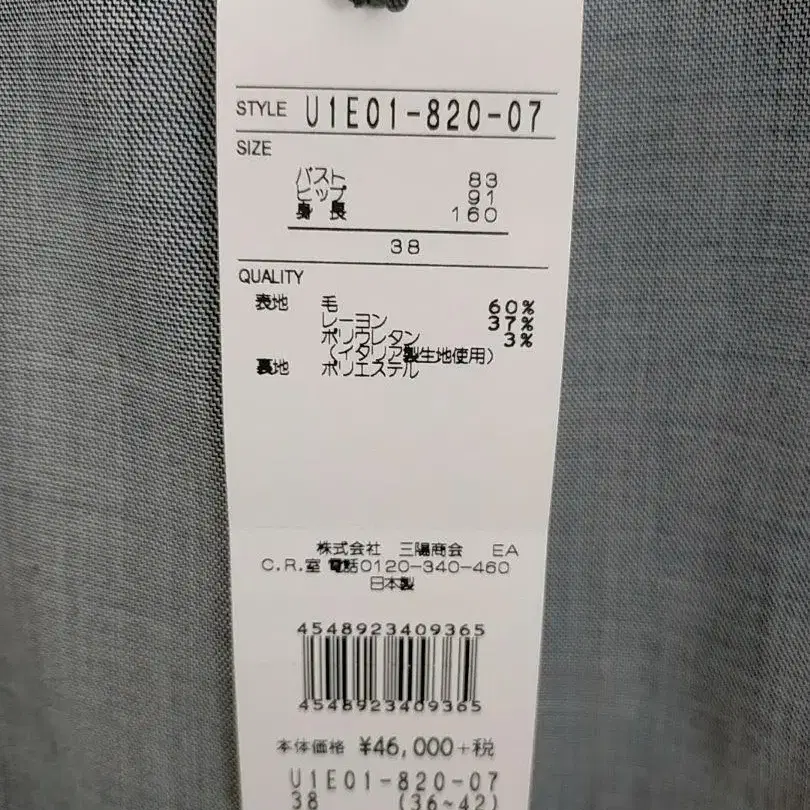 STYLE U1E01-820-07
SIZE
バスト 83
ヒップ 91
身 長 160
38
QUALITY
表地 毛 60%
レーヨン 37%
ポリウレタン 3%
(イタリア製生地使用)
裏地 ポリエステル
株式会社 三陽商会 EA
C.R.室 電話0120-340-460
日本製
4548923409365
4548923409365
本体価格 ¥46,000+税
U1E01-820-07
38 (36~42)